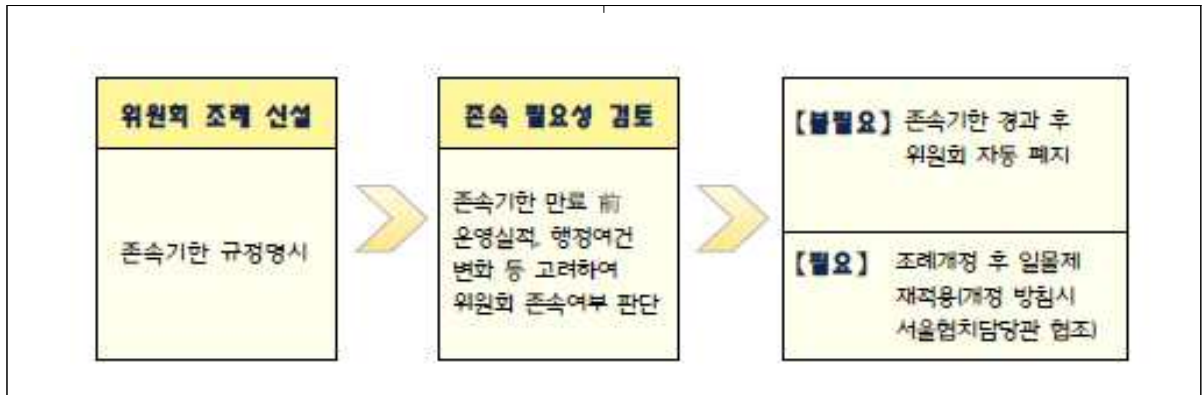 위원회 조례 신설
존속기한 규정명시
존속 필요성 검토
존속기한 만료 前
운영실적, 행정여건
변화 등 고려하여
위원회 존속여부 판단
【불필요】 존속기한 경과 후
위원회 자동 폐지
【필요】 조례개정 후 일몰제
재적용(개정 방침시
서울협치담당관 협조)